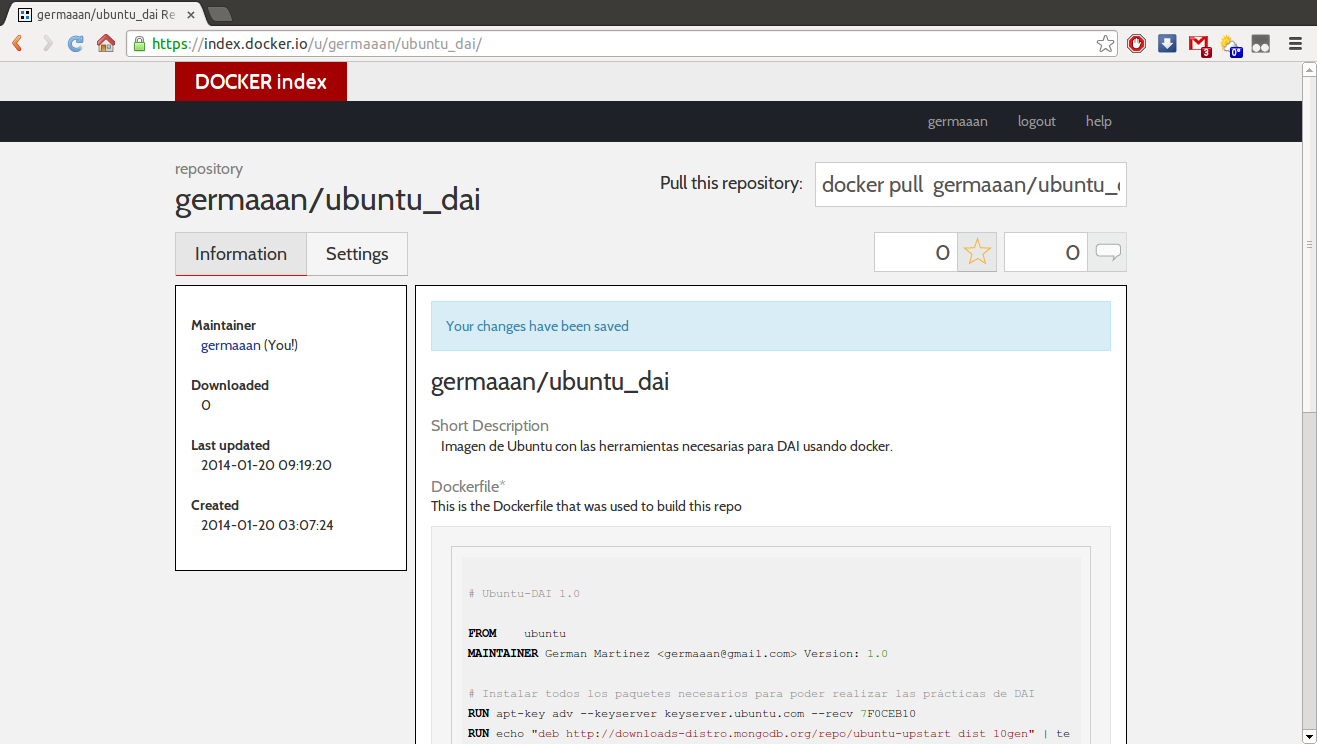 germaaan/ubuntu_dai Re
https://index.docker.io/u/germaaan/ubuntu_dai/
3
0°
DOCKER index
germaaan logout help
repository
germaaan/ubuntu_dai
Pull this repository: docker pull germaaan/ubuntu_
Information Settings
0 0
Maintainer
germaaan (You!)
Downloaded
0
Last updated
2014-01-20 09:19:20
Created
2014-01-20 03:07:24
Your changes have been saved
germaaan/ubuntu_dai
Short Description
Imagen de Ubuntu con las herramientas necesarias para DAI usando docker.
Dockerfile*
This is the Dockerfile that was used to build this repo
# Ubuntu-DAI 1.0
FROM ubuntu
MAINTAINER German Martinez <germaaan@gmail.com> Version: 1.0
# Instalar todos los paquetes necesarios para poder realizar las prácticas de DAI
RUN apt-key adv --keyserver keyserver.ubuntu.com --recv 7F0CEB10
RUN echo "deb http://downloads-distro.mongodb.org/repo/ubuntu-upstart dist 10gen" | te